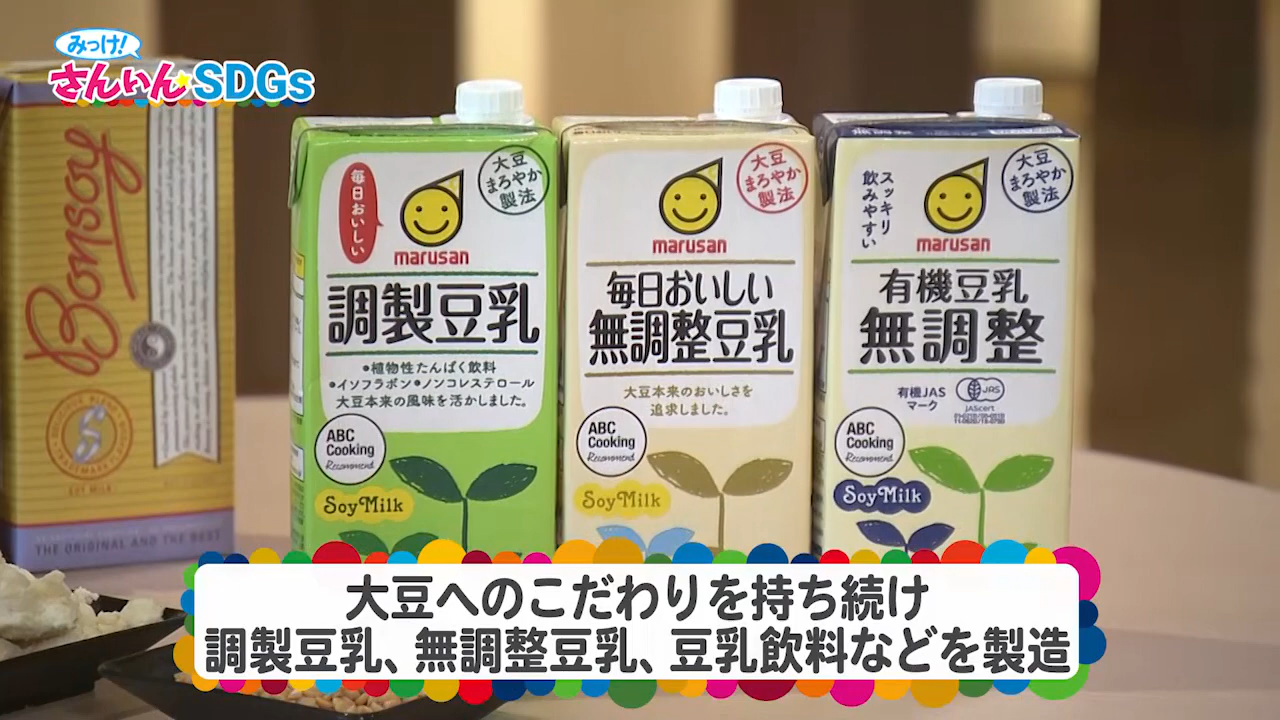 みっけ!
さんいん★SDGs
Bonsoy
SOY MILK
THE ORIGINAL AND THE BEST
毎日おいしい
大豆
まろやか
製法
marusan
調製豆乳
●植物性たんぱく飲料
●イソフラボン●ノンコレステロール
大豆本来の風味を活かしました。
ABC
Cooking
Recommend
SoyMilk
大豆
まろやか
製法
marusan
毎日おいしい
無調整豆乳
大豆本来のおいしさを
追求しました。
ABC
Cooking
Recommend
SoyMilk
スッキリ
飲みやすい
大豆
まろやか
製法
marusan
有機豆乳
無調整
有機JAS
マーク
JAS
JAScert
ABC
Cooking
Recommend
SoyMilk
大豆へのこだわりを持ち続け
調製豆乳、無調整豆乳、豆乳飲料などを製造